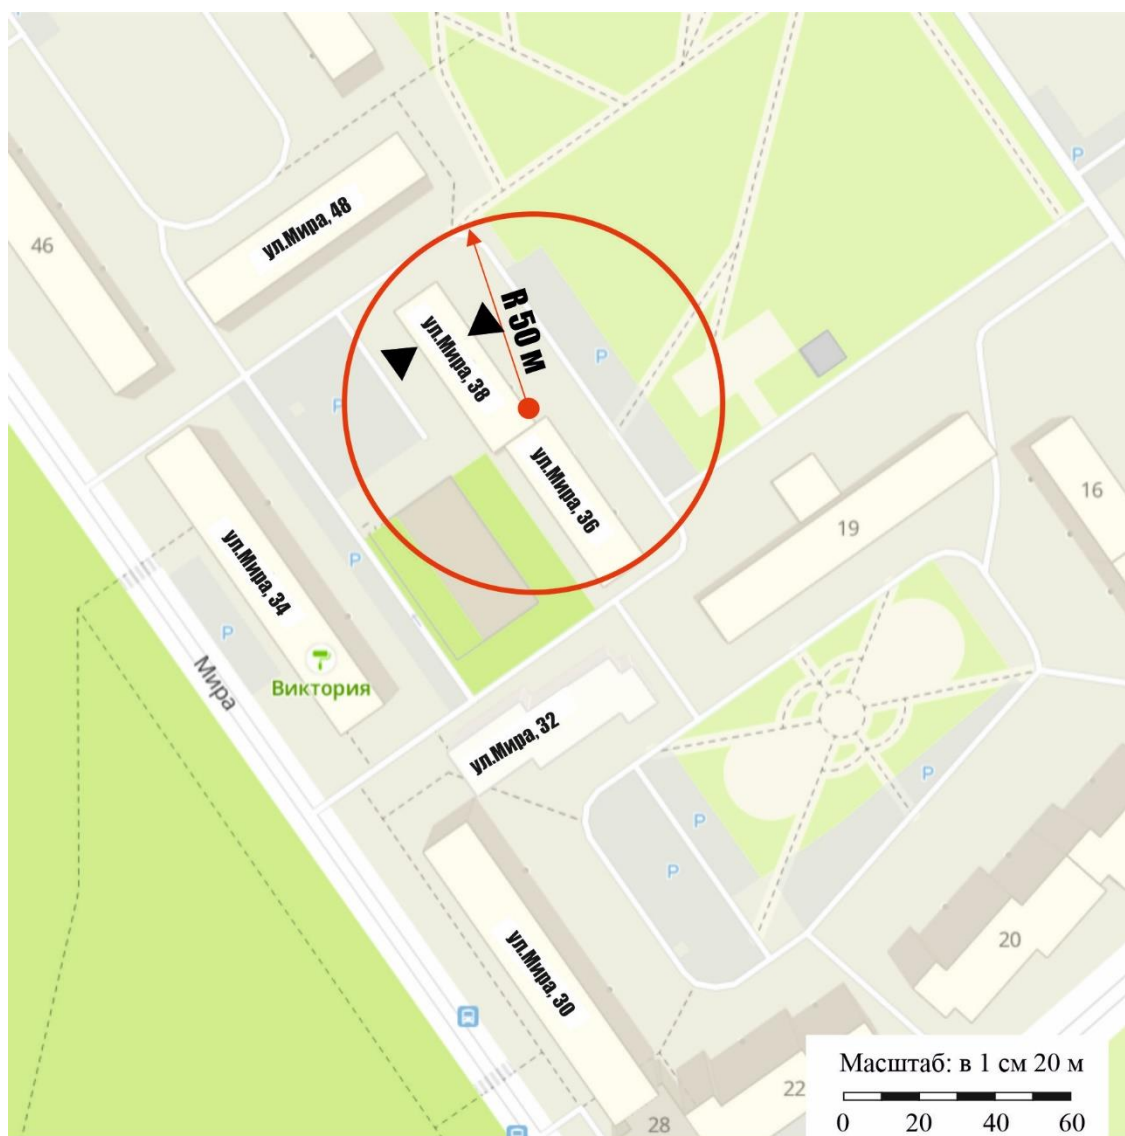 P
ул.Мира, 48
46
R 50 м
ул.Мира, 38
P
P
ул.Мира, 36
16
19
ул.Мира, 34
P
P
Мира
Виктория
ул.Мира, 32
P
P
P
ул.Мира, 30
20
22
28
Масштаб: в 1 см 20 м
0 20 40 60